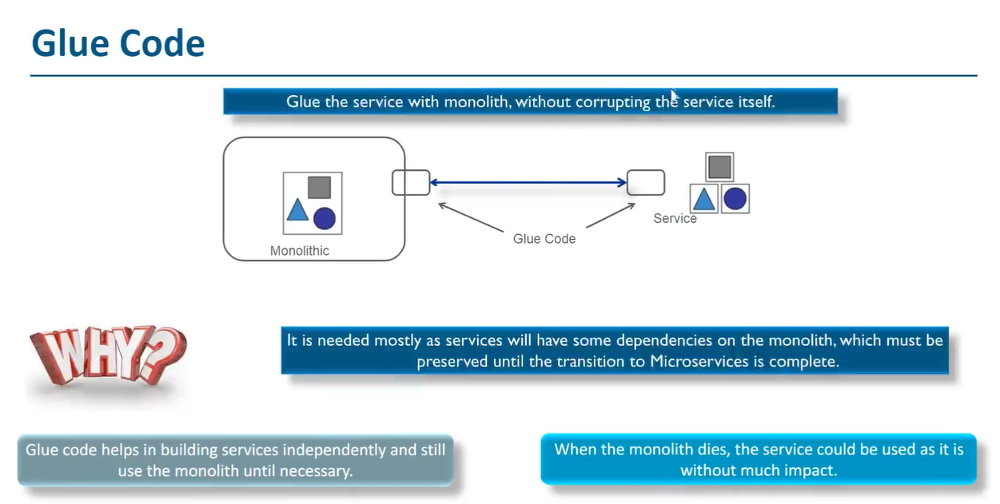 Glue Code
Glue the service with monolith, without corrupting the service itself.
Monolithic
Service
Glue Code
WHY?
It is needed mostly as services will have some dependencies on the monolith, which must be
preserved until the transition to Microservices is complete.
Glue code helps in building services independently and still
use the monolith until necessary.
When the monolith dies, the service could be used as it is
without much impact.